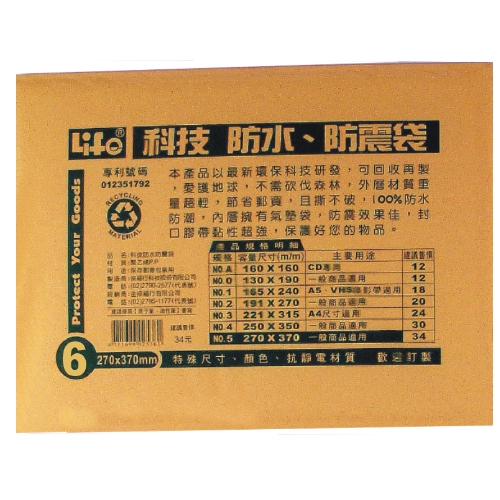 Life® 科技 防水、防震袋
專利號碼
012351792
RECYCLING
DENOTING
MATERIAL
本產品以最新環保科技研發，可回收再製
，愛護地球，不需砍伐森林，外層材質重
量超輕，節省郵資，且撕不破，100%防水
防潮，內層擁有氣墊袋，防震效果佳，封
口膠帶黏性超強，保護好您的物品。
Protect Your Goods
品名：科技防水防震袋
產品規格明細
規格 容量尺寸(m/m) 主要用途 建議售價
NO.A 160 X 160 CD專用 12
NO.0 130 X 190 一般商品適用 12
NO.1 165 X 240 A5、VHS錄影帶適用 18
NO.2 191 X 270 一般商品適用 20
NO.3 221 X 315 A4尺寸適用 24
NO.4 250 X 350 一般商品適用 30
NO.5 270 X 370 一般商品適用 34
建議售價
34元
6 270x370mm 特殊尺寸、顏色、抗靜電材質 歡迎訂製